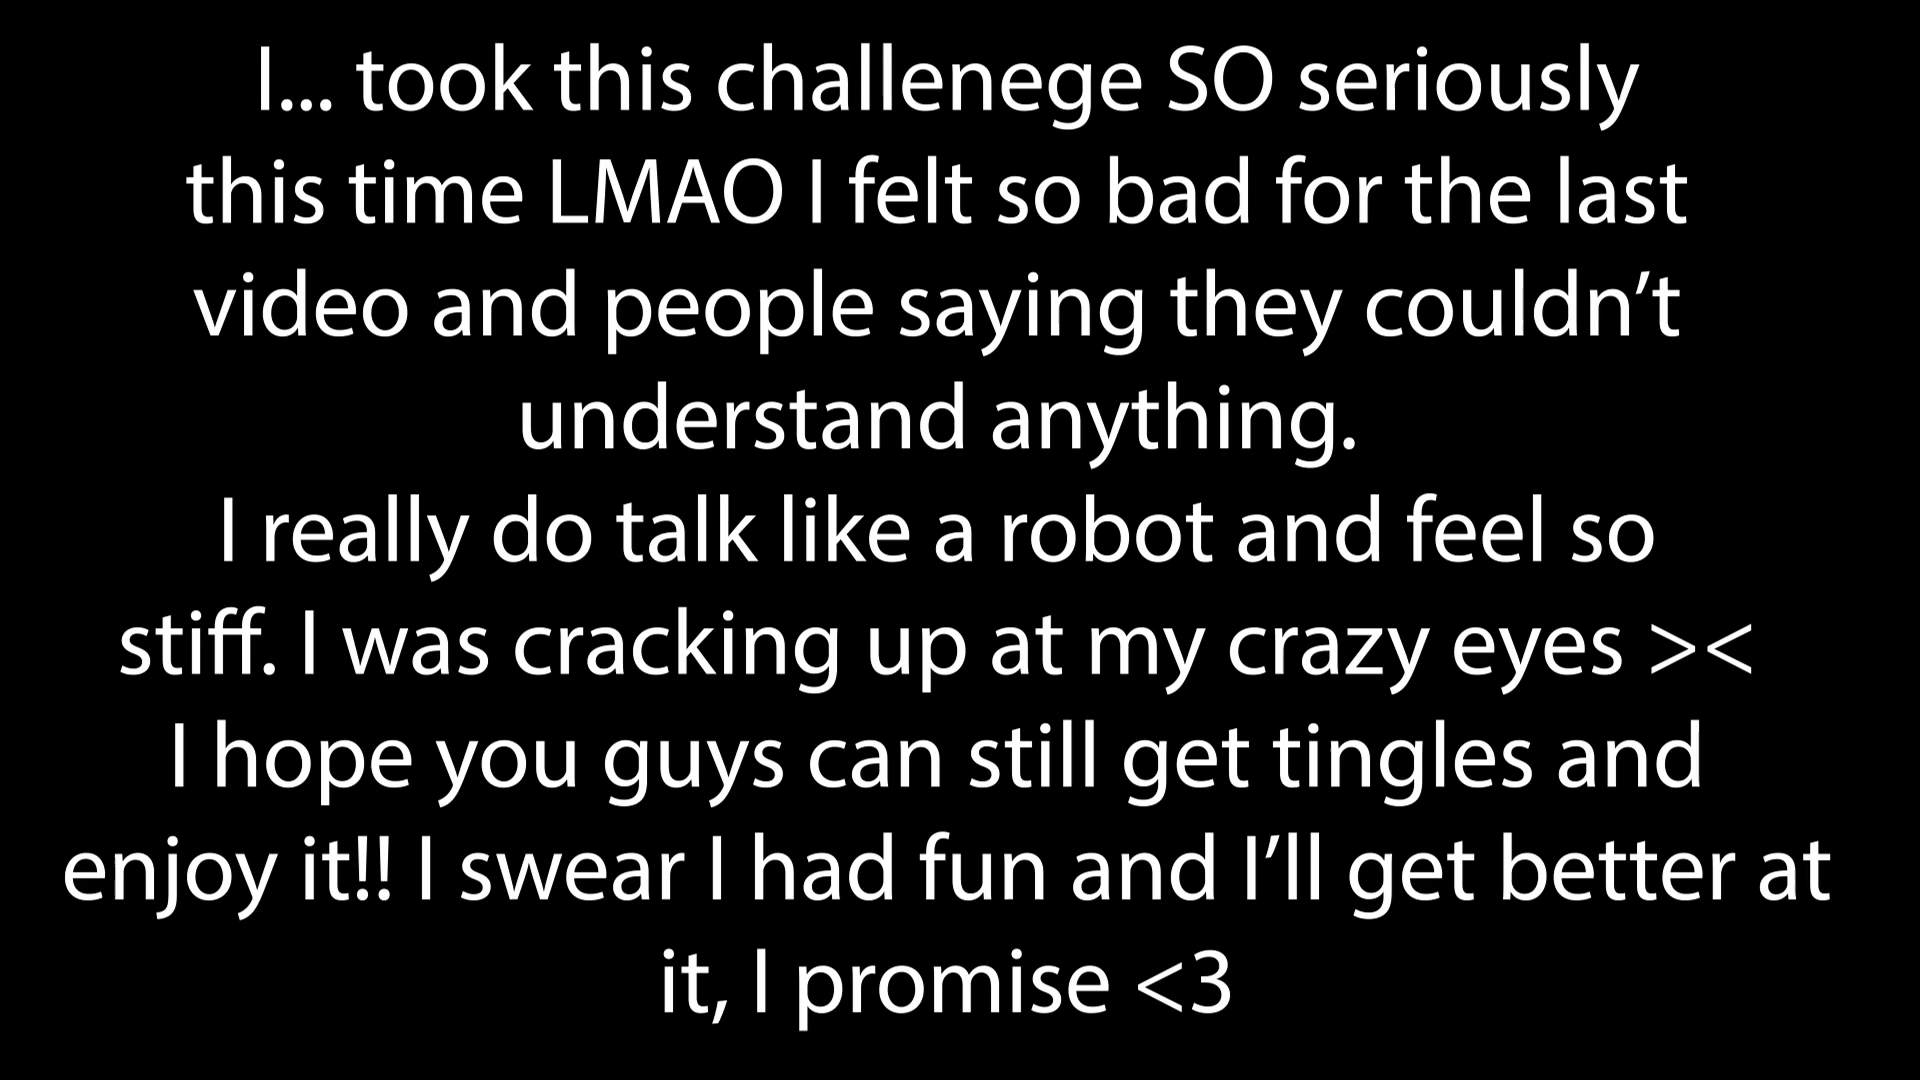 I... took this challenege SO seriously
this time LMAO I felt so bad for the last
video and people saying they couldn’t
understand anything.
I really do talk like a robot and feel so
stiff. I was cracking up at my crazy eyes ><
I hope you guys can still get tingles and
enjoy it!! I swear I had fun and I’ll get better at
it, I promise <3